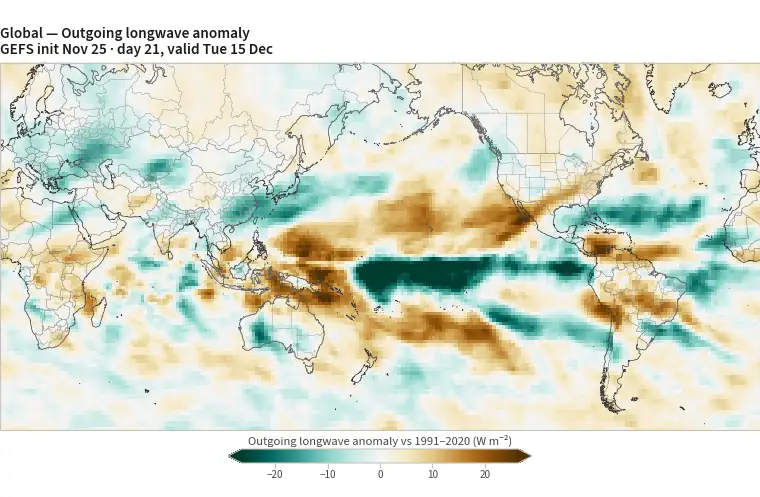 Global — Outgoing longwave anomaly
GEFS init Nov 25 · day 21, valid Tue 15 Dec
Outgoing longwave anomaly vs 1991–2020 (W m⁻²)
−20 −10 0 10 20